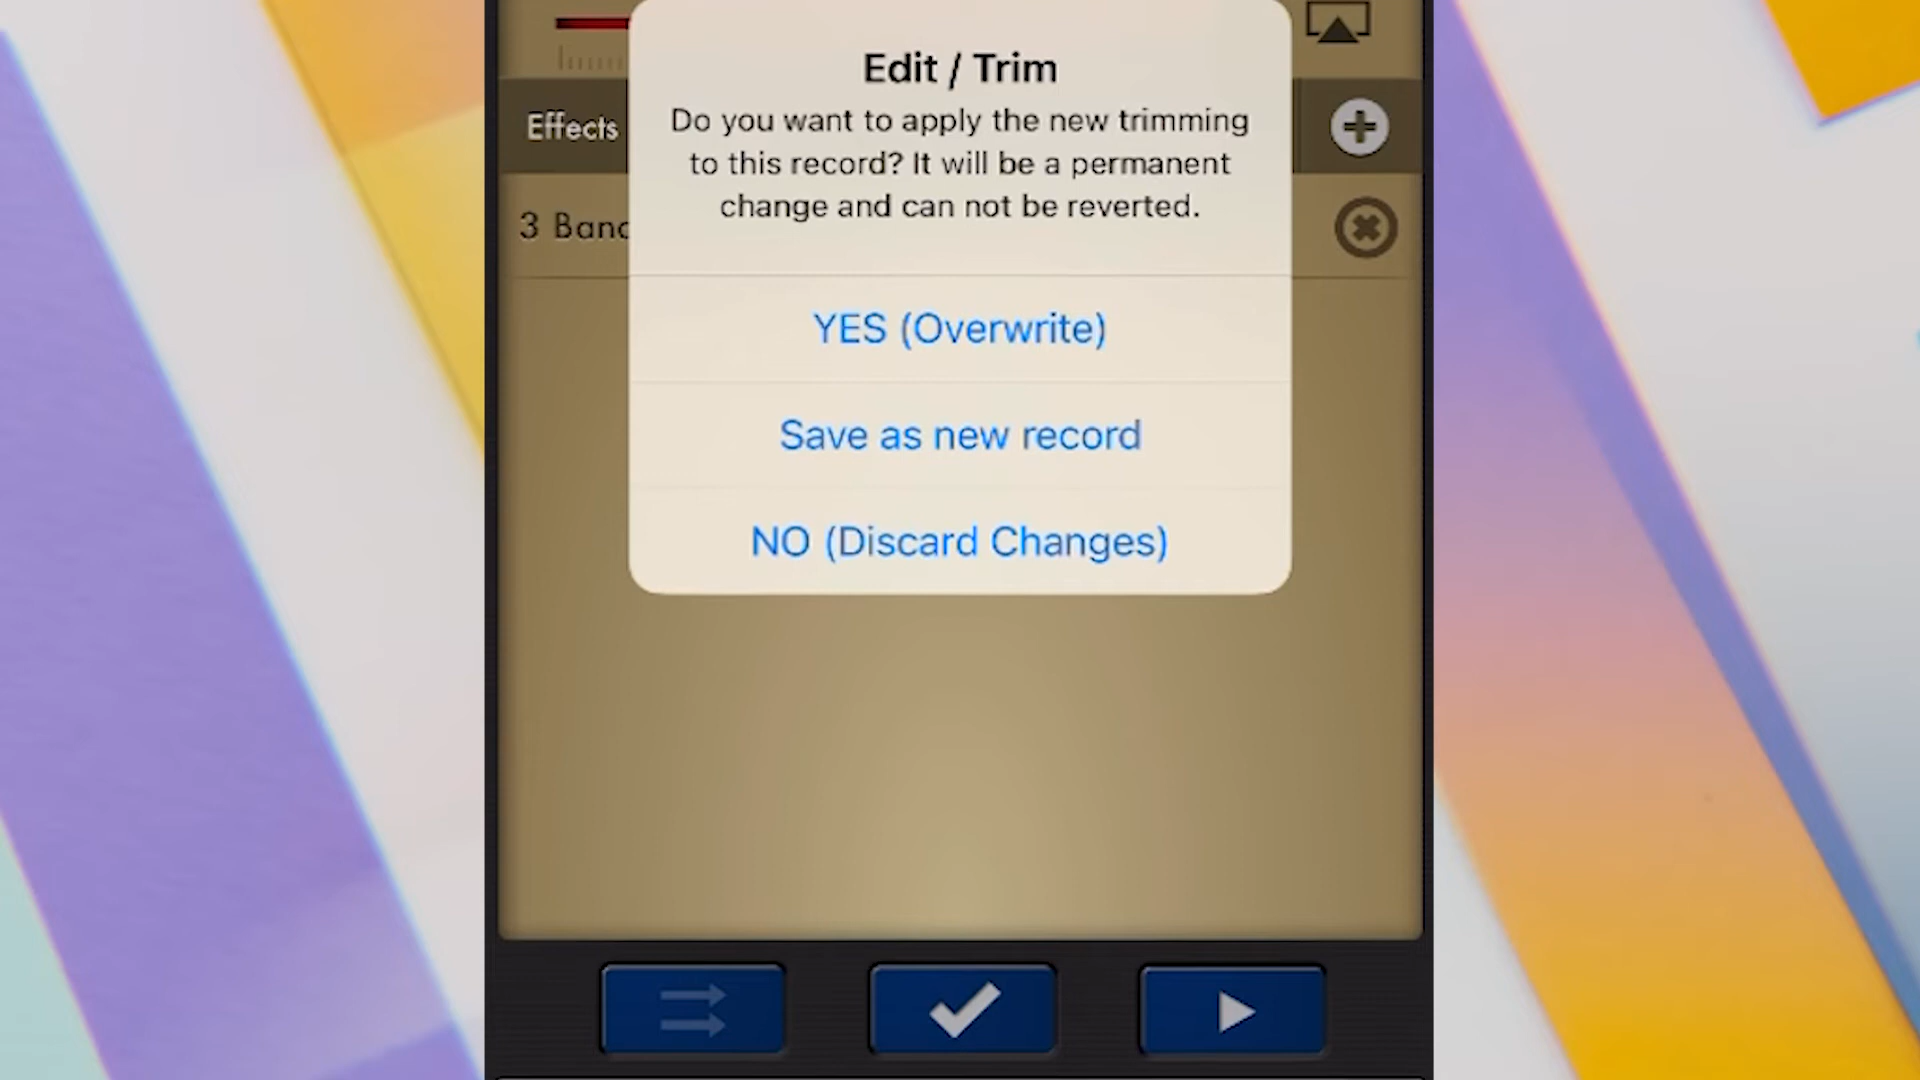 Edit / Trim
Do you want to apply the new trimming
to this record? It will be a permanent
change and can not be reverted.
Effects
3
YES (Overwrite)
Save as new record
NO (Discard Changes)